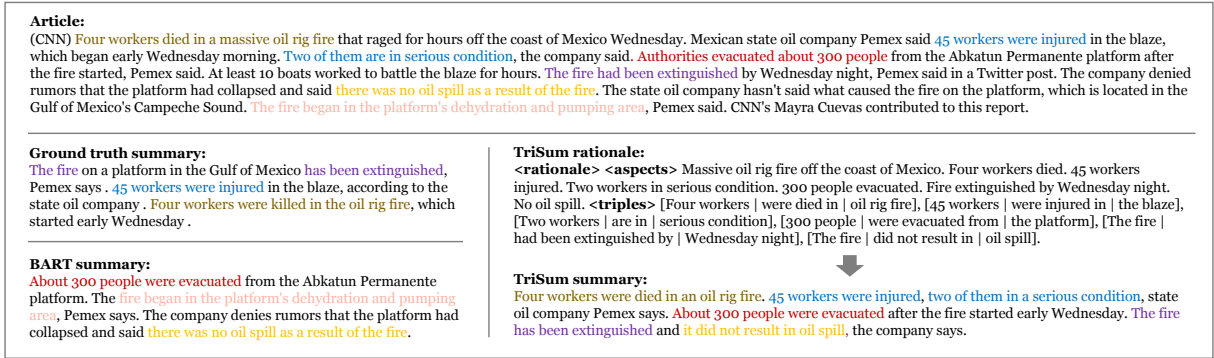 Article:
(CNN) Four workers died in a massive oil rig fire that raged for hours off the coast of Mexico Wednesday. Mexican state oil company Pemex said 45 workers were injured in the blaze,
which began early Wednesday morning. Two of them are in serious condition, the company said. Authorities evacuated about 300 people from the Abkatun Permanente platform after
the fire started, Pemex said. At least 10 boats worked to battle the blaze for hours. The fire had been extinguished by Wednesday night, Pemex said in a Twitter post. The company denied
rumors that the platform had collapsed and said there was no oil spill as a result of the fire. The state oil company hasn't said what caused the fire on the platform, which is located in the
Gulf of Mexico's Campeche Sound. The fire began in the platform's dehydration and pumping area, Pemex said. CNN's Mayra Cuevas contributed to this report.
Ground truth summary:
The fire on a platform in the Gulf of Mexico has been extinguished,
Pemex says . 45 workers were injured in the blaze, according to the
state oil company . Four workers were killed in the oil rig fire, which
started early Wednesday .
BART summary:
About 300 people were evacuated from the Abkatun Permanente
platform. The fire began in the platform's dehydration and pumping
area, Pemex says. The company denies rumors that the platform had
collapsed and said there was no oil spill as a result of the fire.
TriSum rationale:
<rationale> <aspects> Massive oil rig fire off the coast of Mexico. Four workers died. 45 workers
injured. Two workers in serious condition. 300 people evacuated. Fire extinguished by Wednesday night.
No oil spill. <triples> [Four workers | were died in | oil rig fire], [45 workers | were injured in | the blaze],
[Two workers | are in | serious condition], [300 people | were evacuated from | the platform], [The fire |
had been extinguished by | Wednesday night], [The fire | did not result in | oil spill].
TriSum summary:
Four workers were died in an oil rig fire. 45 workers were injured, two of them in a serious condition, state
oil company Pemex says. About 300 people were evacuated after the fire started early Wednesday. The fire
has been extinguished and it did not result in oil spill, the company says.